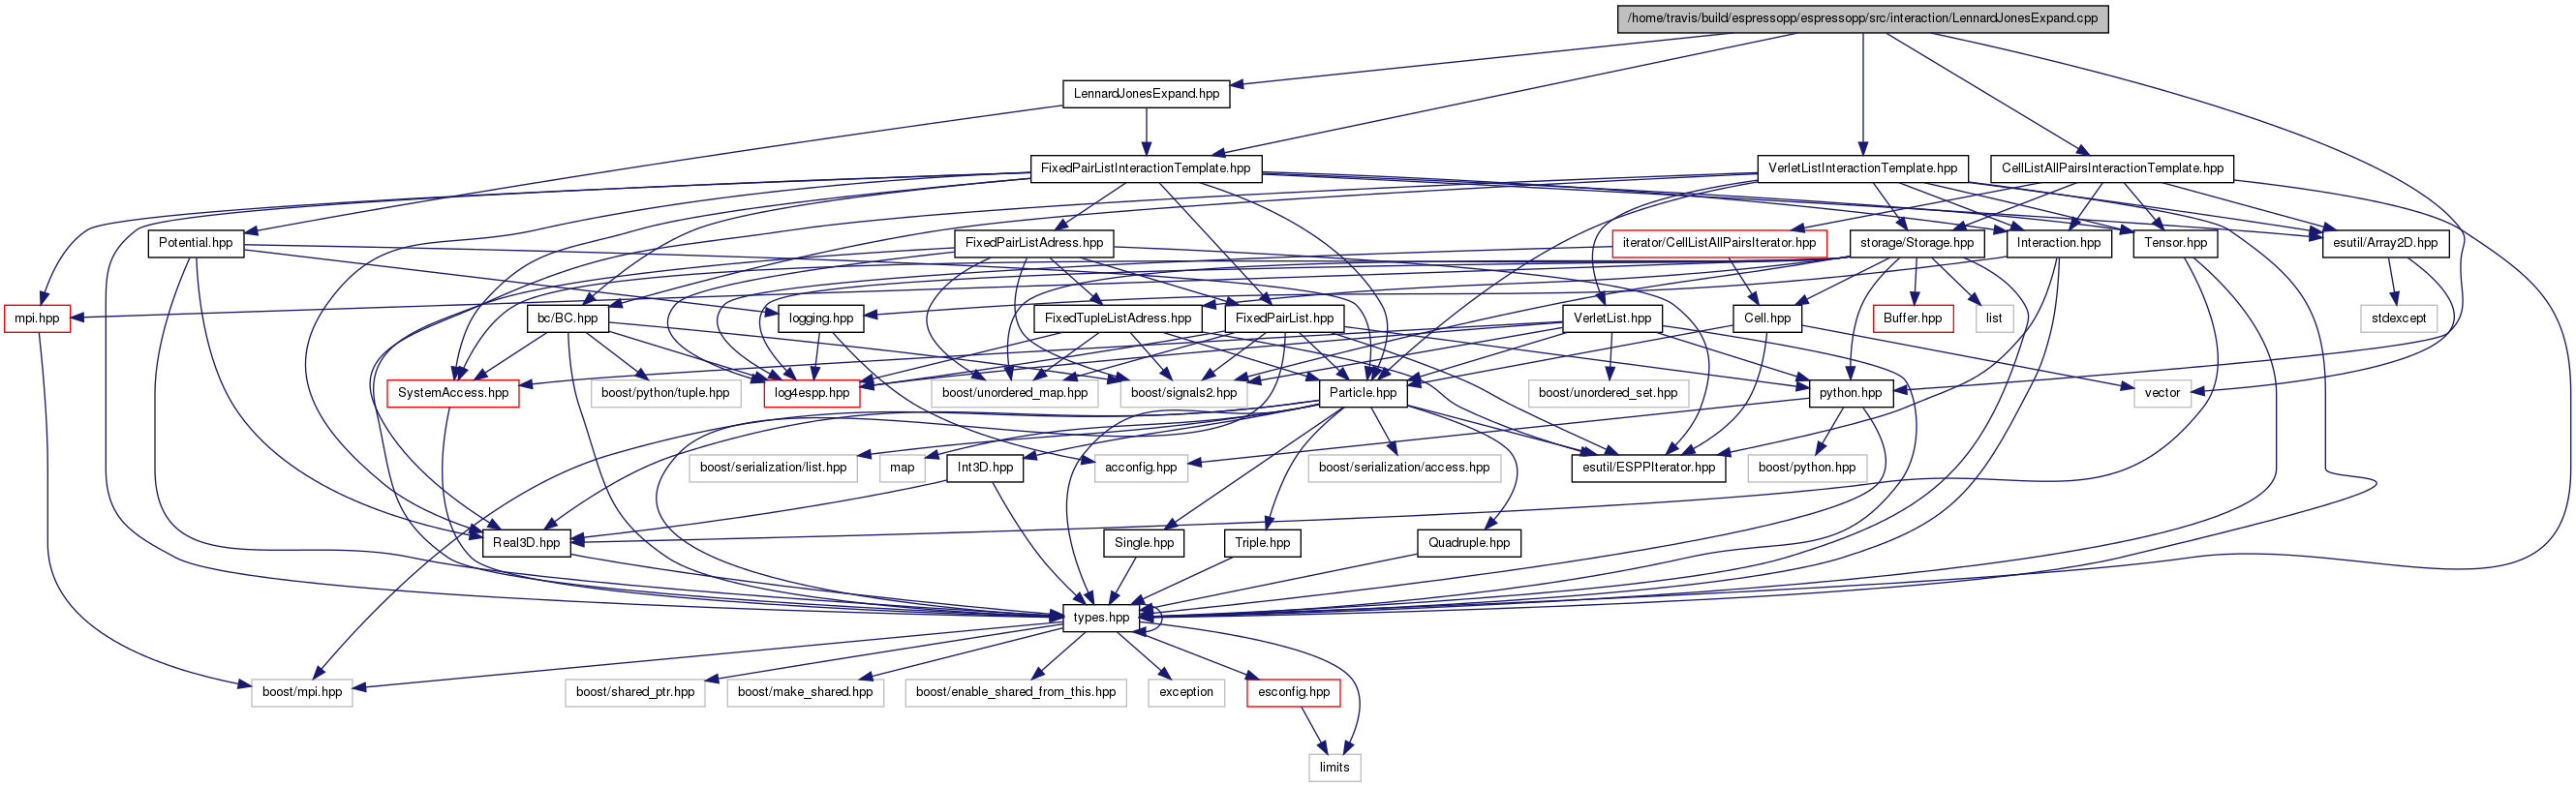 /home/travis/build/espressopp/espressopp/src/interaction/LennardJonesExpand.cpp
LennardJonesExpand.hpp
FixedPairListInteractionTemplate.hpp
VerletListInteractionTemplate.hpp
CellListAllPairsInteractionTemplate.hpp
Potential.hpp
FixedPairListAdress.hpp
iterator/CellListAllPairsIterator.hpp
storage/Storage.hpp
Interaction.hpp
Tensor.hpp
esutil/Array2D.hpp
mpi.hpp
bc/BC.hpp
logging.hpp
FixedTupleListAdress.hpp
FixedPairList.hpp
VerletList.hpp
Cell.hpp
Buffer.hpp
list
stdexcept
SystemAccess.hpp
boost/python/tuple.hpp
log4espp.hpp
boost/unordered_map.hpp
boost/signals2.hpp
Particle.hpp
boost/unordered_set.hpp
python.hpp
vector
boost/serialization/list.hpp
map
Int3D.hpp
acconfig.hpp
boost/serialization/access.hpp
esutil/ESPPIterator.hpp
boost/python.hpp
Real3D.hpp
Single.hpp
Triple.hpp
Quadruple.hpp
types.hpp
boost/mpi.hpp
boost/shared_ptr.hpp
boost/make_shared.hpp
boost/enable_shared_from_this.hpp
exception
esconfig.hpp
limits